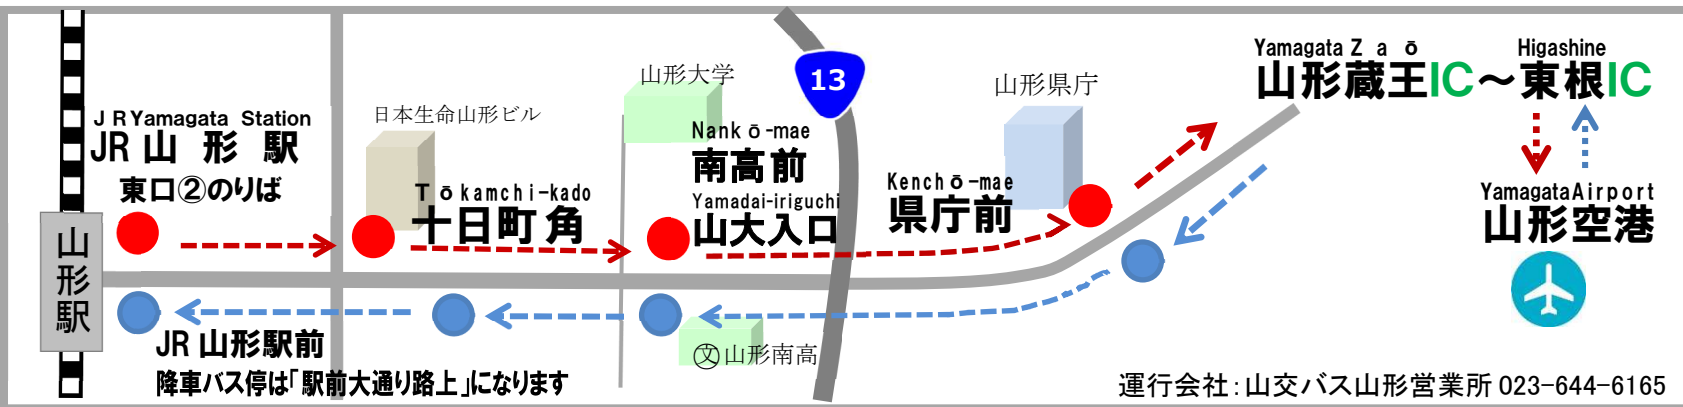 JR Yamagata Station
JR 山形駅
東口②のりば
山形駅
日本生命山形ビル
Tōkamchi-kado
十日町角
山形大学
Nankō-mae
南高前
Yamadai-iriguchi
山大入口
13
山形県庁
Kenchō-mae
県庁前
Yamagata Zaō
山形蔵王IC～
Higashine
東根IC
Yamagata Airport
山形空港
JR 山形駅前
降車バス停は「駅前大通り路上」になります
文山形南高
運行会社：山交バス山形営業所 023-644-6165